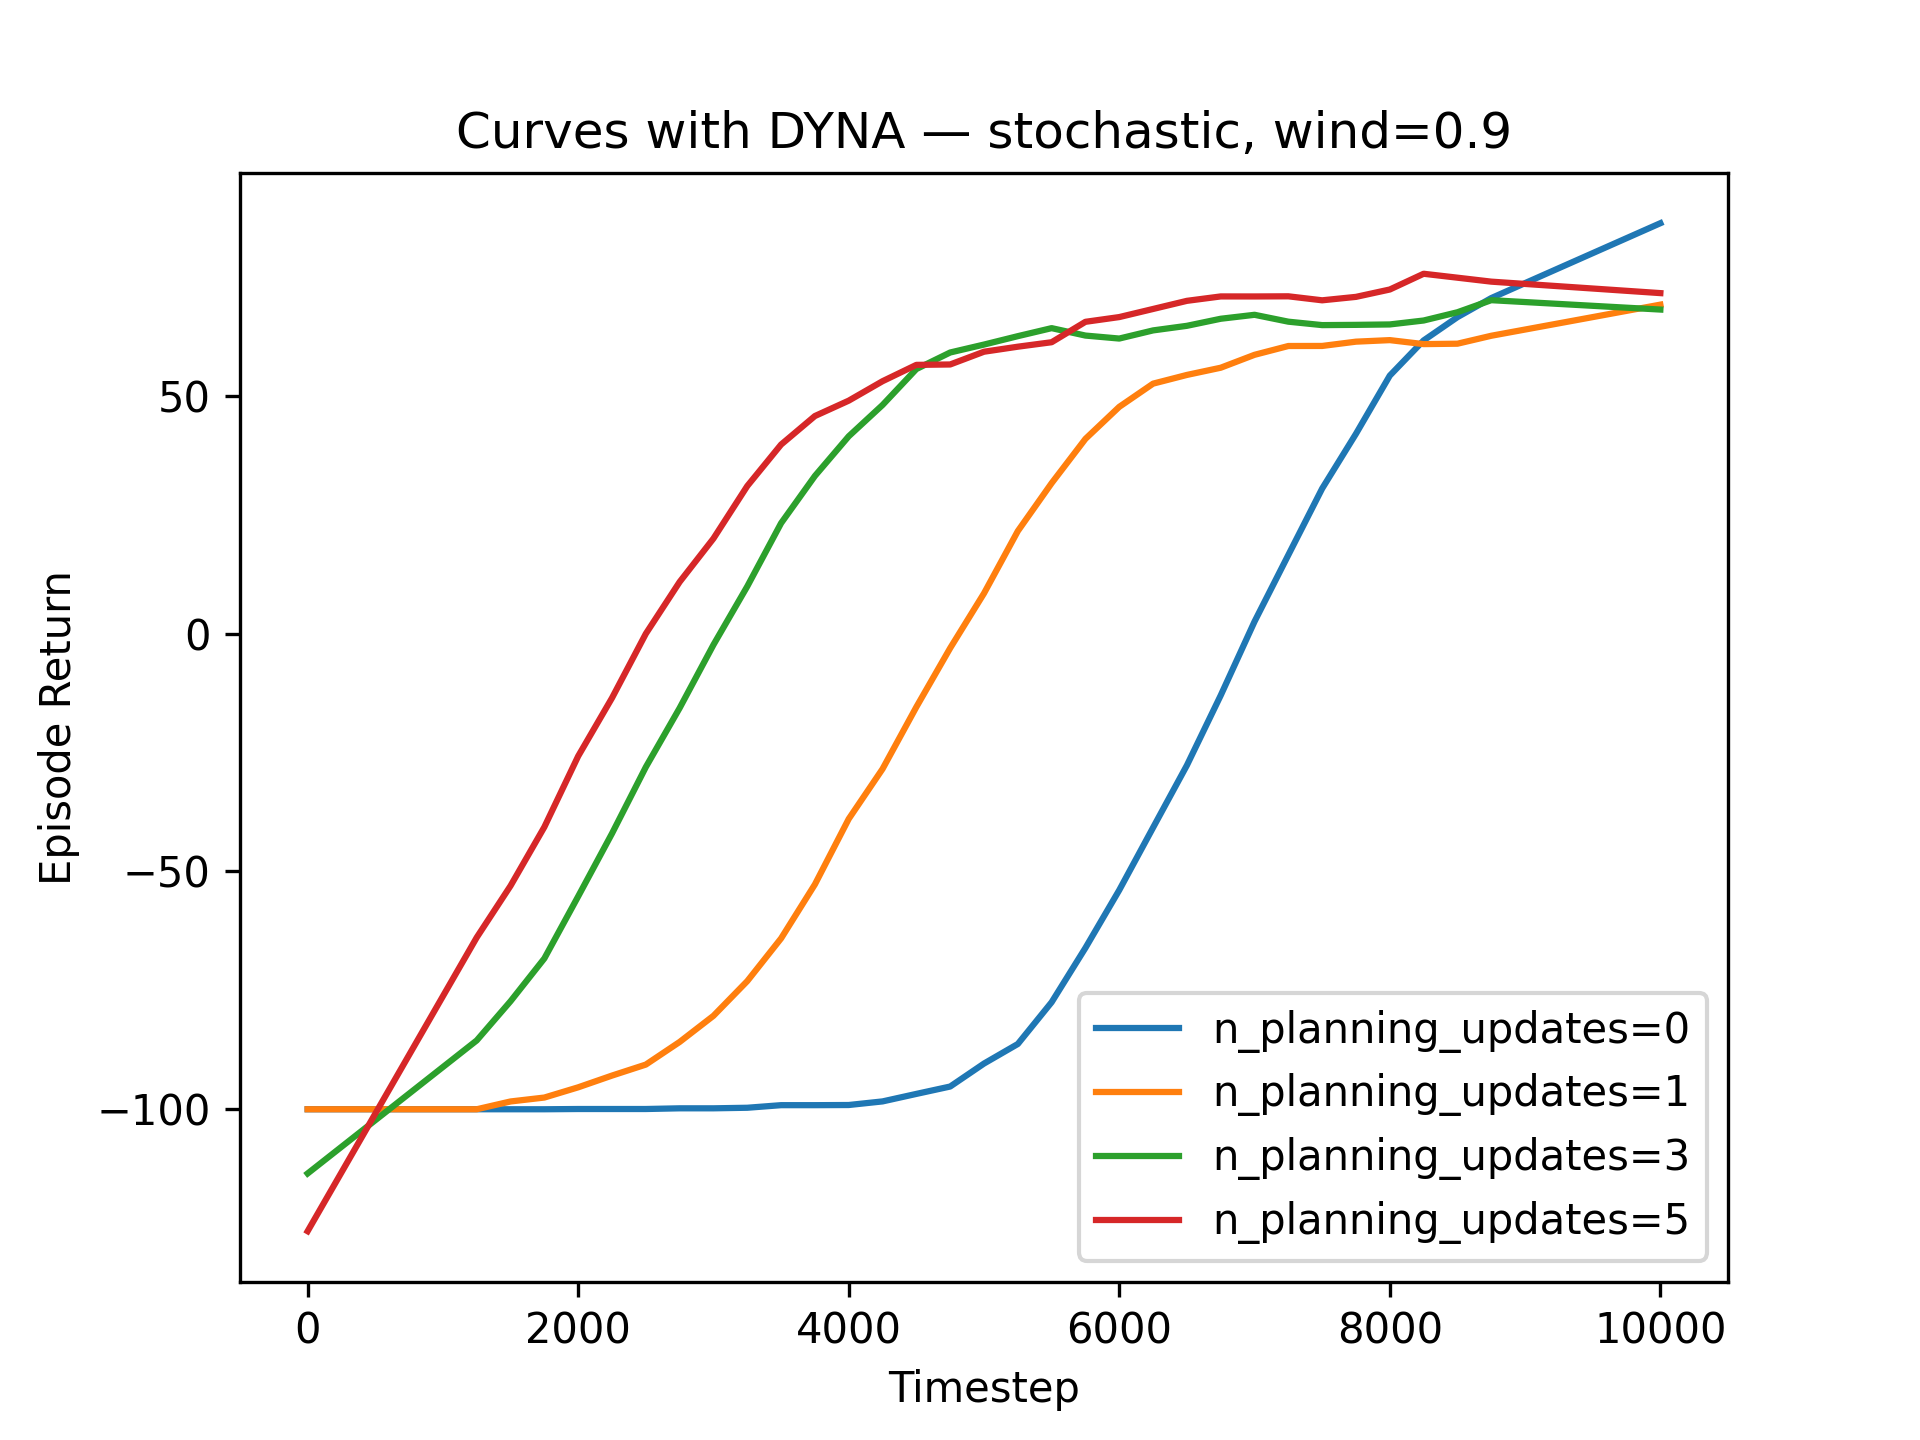 Curves with DYNA — stochastic, wind=0.9
Episode Return
50
0
−50
−100
n_planning_updates=0
n_planning_updates=1
n_planning_updates=3
n_planning_updates=5
0 2000 4000 6000 8000 10000
Timestep